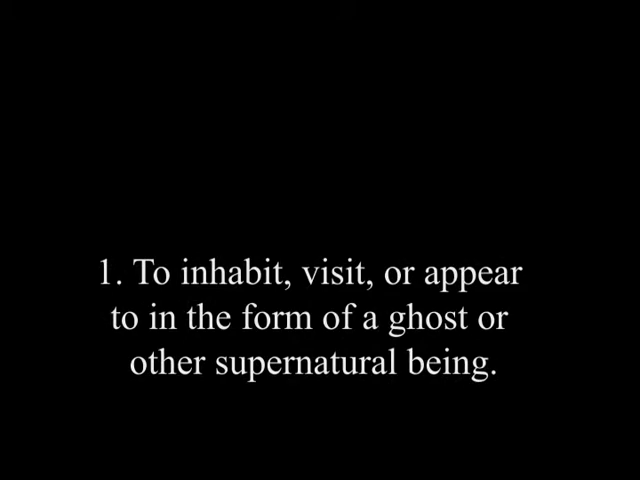 1. To inhabit, visit, or appear
to in the form of a ghost or
other supernatural being.